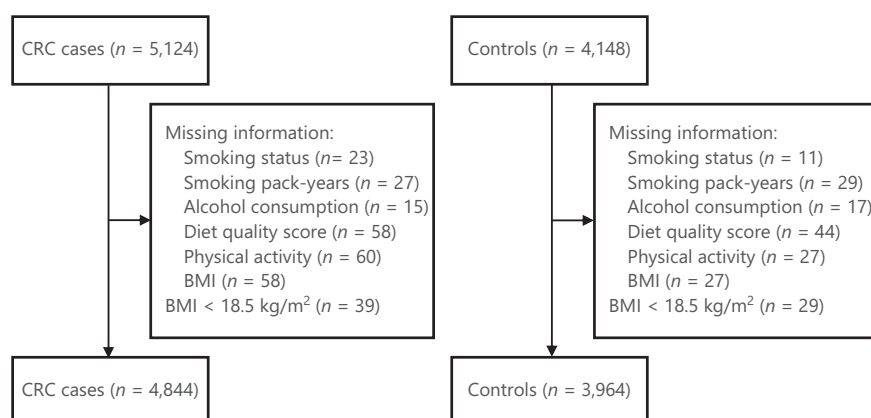 CRC cases (n = 5,124)
Missing information:
Smoking status (n= 23)
Smoking pack-years (n = 27)
Alcohol consumption (n = 15)
Diet quality score (n = 58)
Physical activity (n = 60)
BMI (n = 58)
BMI < 18.5 kg/m² (n = 39)
CRC cases (n = 4,844)
Controls (n = 4,148)
Missing information:
Smoking status (n = 11)
Smoking pack-years (n = 29)
Alcohol consumption (n = 17)
Diet quality score (n = 44)
Physical activity (n = 27)
BMI (n = 27)
BMI < 18.5 kg/m² (n = 29)
Controls (n = 3,964)